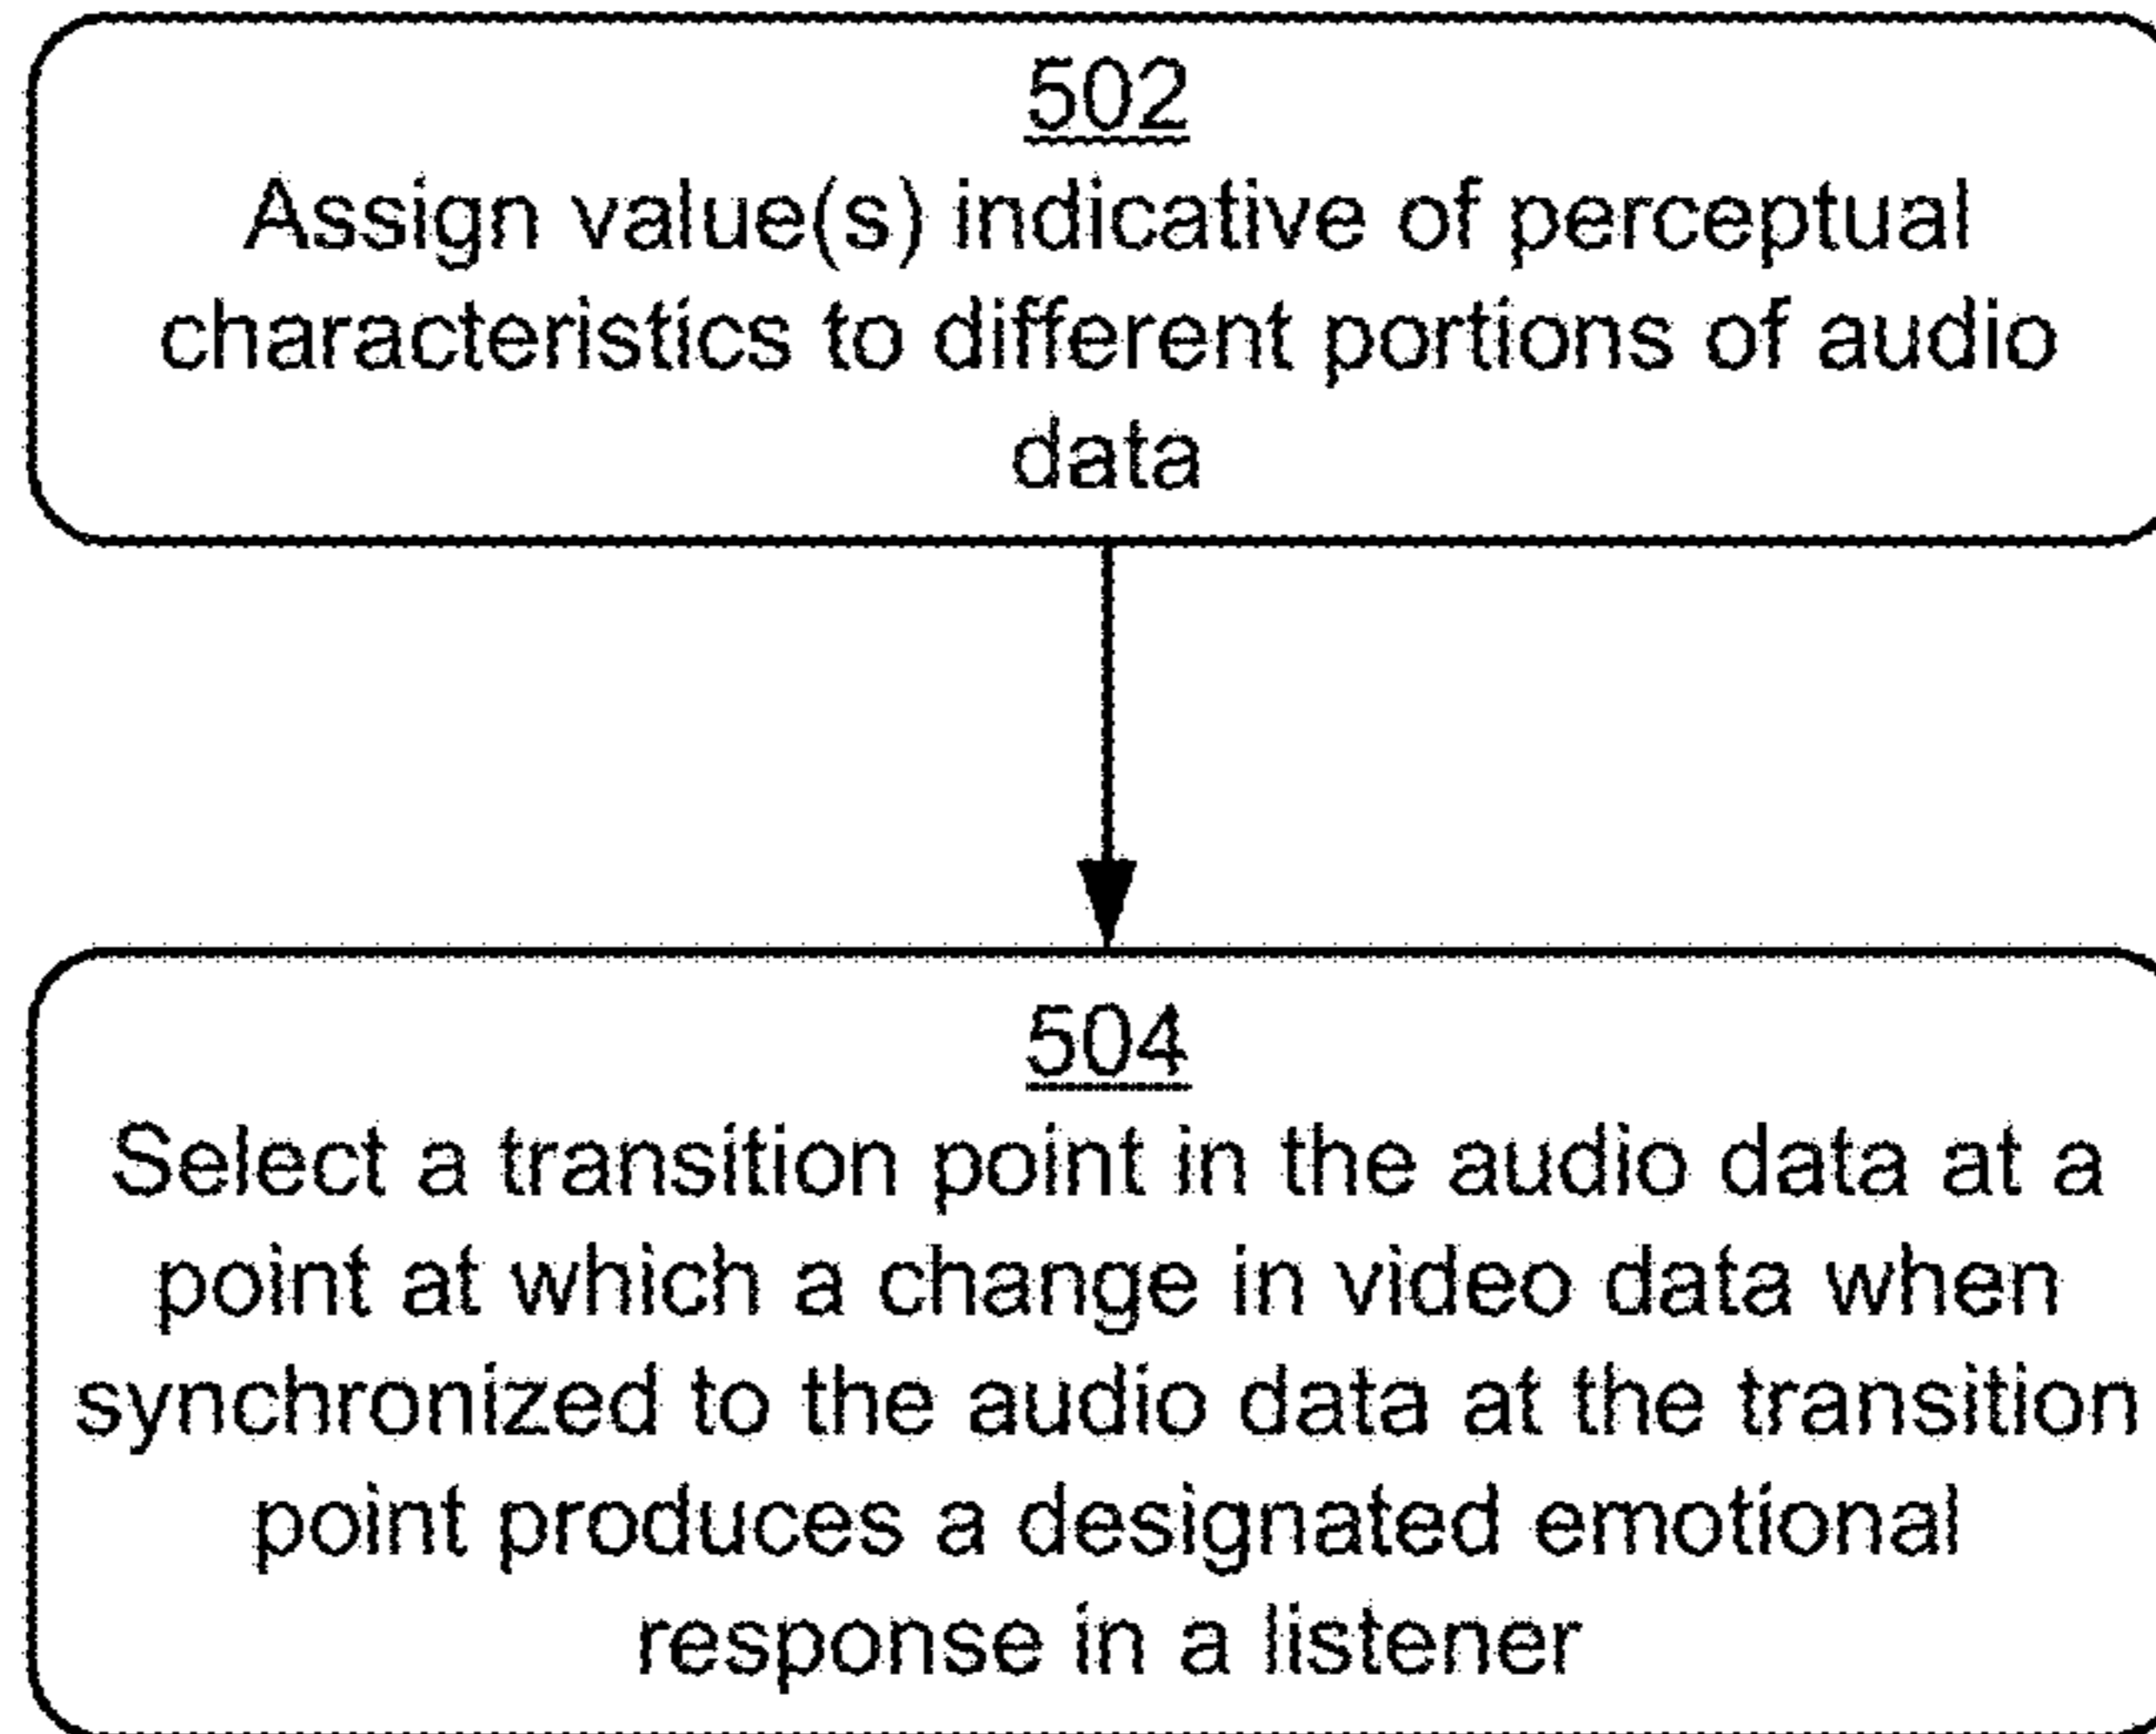 502
Assign value(s) indicative of perceptual
characteristics to different portions of audio
data
504
Select a transition point in the audio data at a
point at which a change in video data when
synchronized to the audio data at the transition
point produces a designated emotional
response in a listener